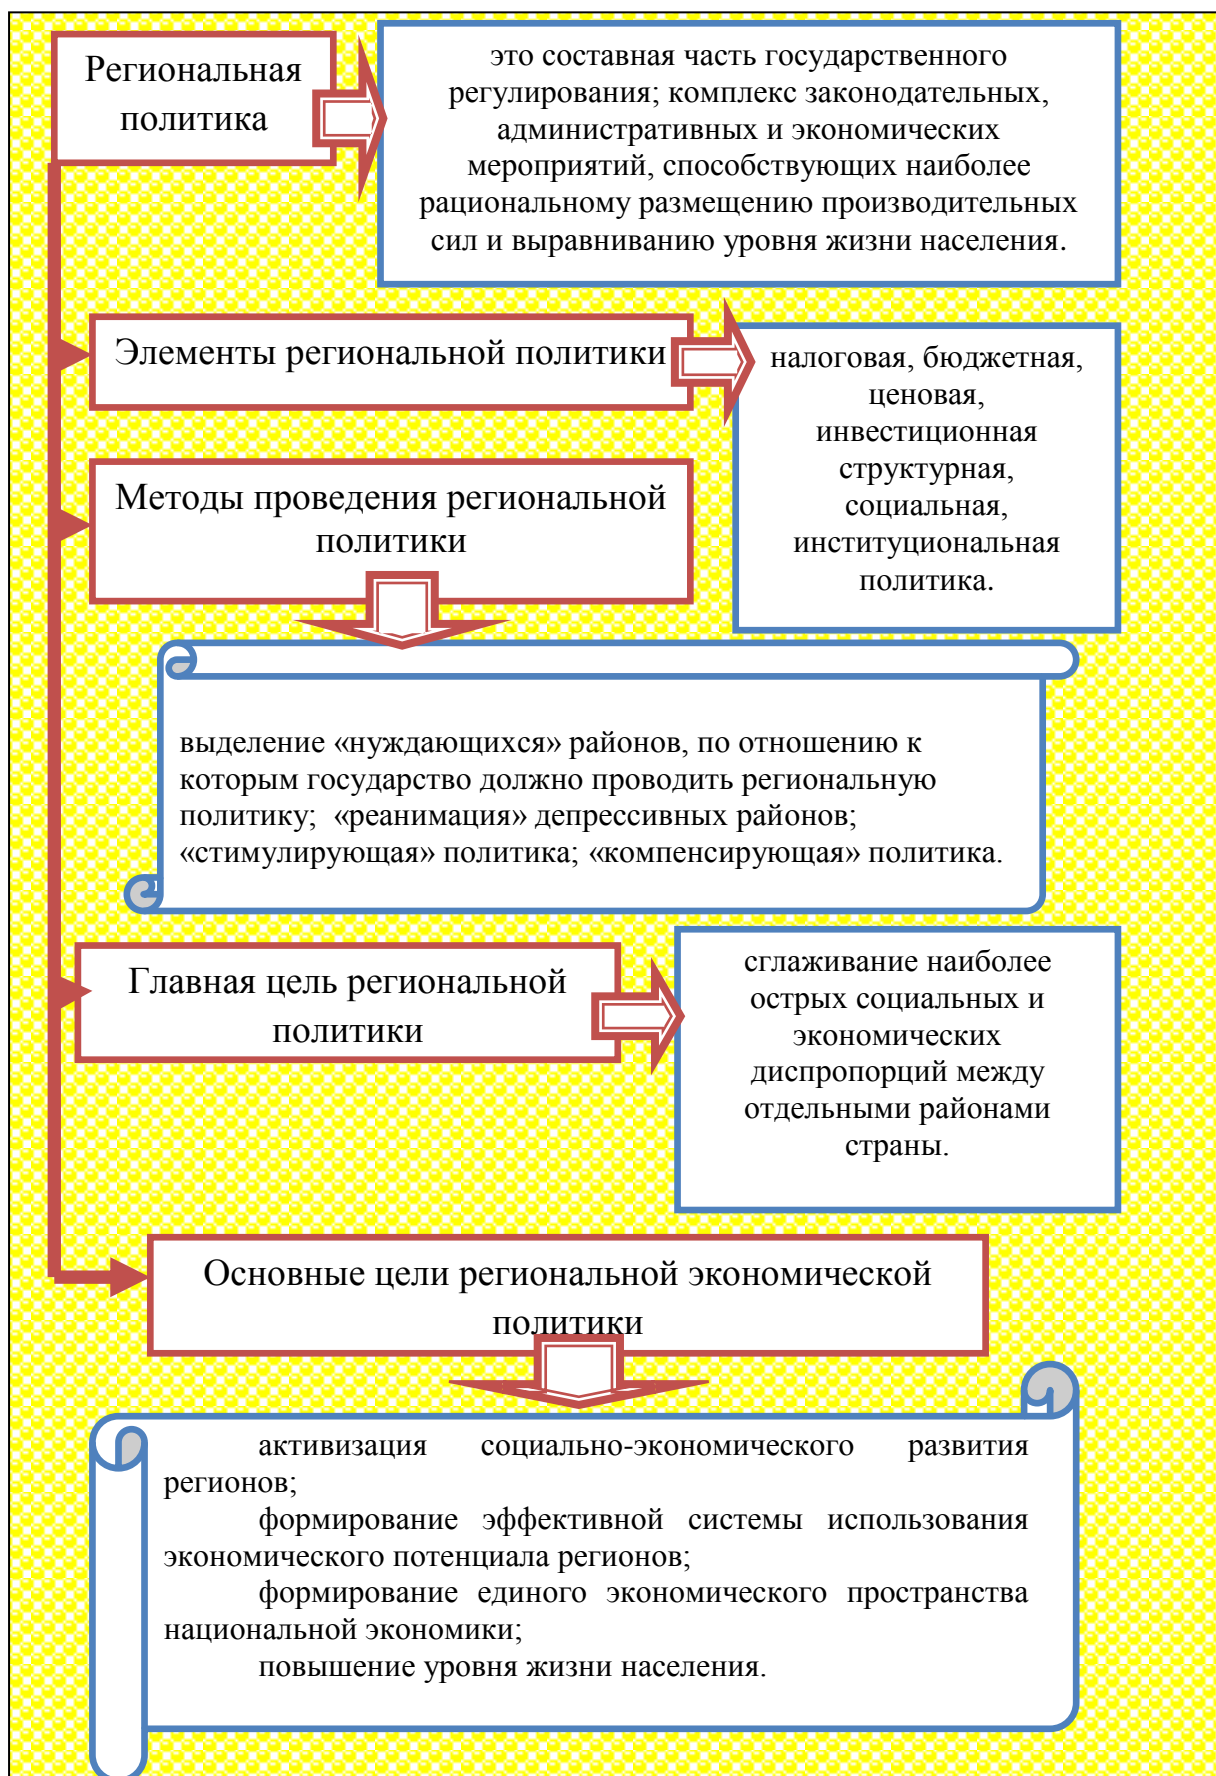 Региональная
политика
это составная часть государственного
регулирования; комплекс законодательных,
административных и экономических
мероприятий, способствующих наиболее
рациональному размещению производительных
сил и выравниванию уровня жизни населения.
Элементы региональной политики
налоговая, бюджетная,
ценовая,
инвестиционная
структурная,
социальная,
институциональная
политика.
Методы проведения региональной
политики
выделение «нуждающихся» районов, по отношению к
которым государство должно проводить региональную
политику; «реанимация» депрессивных районов;
«стимулирующая» политика; «компенсирующая» политика.
Главная цель региональной
политики
сглаживание наиболее
острых социальных и
экономических
диспропорций между
отдельными районами
страны.
Основные цели региональной экономической
политики
активизация социально-экономического развития
регионов;
формирование эффективной системы использования
экономического потенциала регионов;
формирование единого экономического пространства
национальной экономики;
повышение уровня жизни населения.